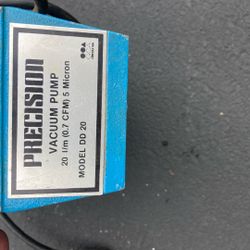 PRECISION
VACUUM PUMP
20 l/m (0.7 CFM) 5 Micron
MODEL DD 20